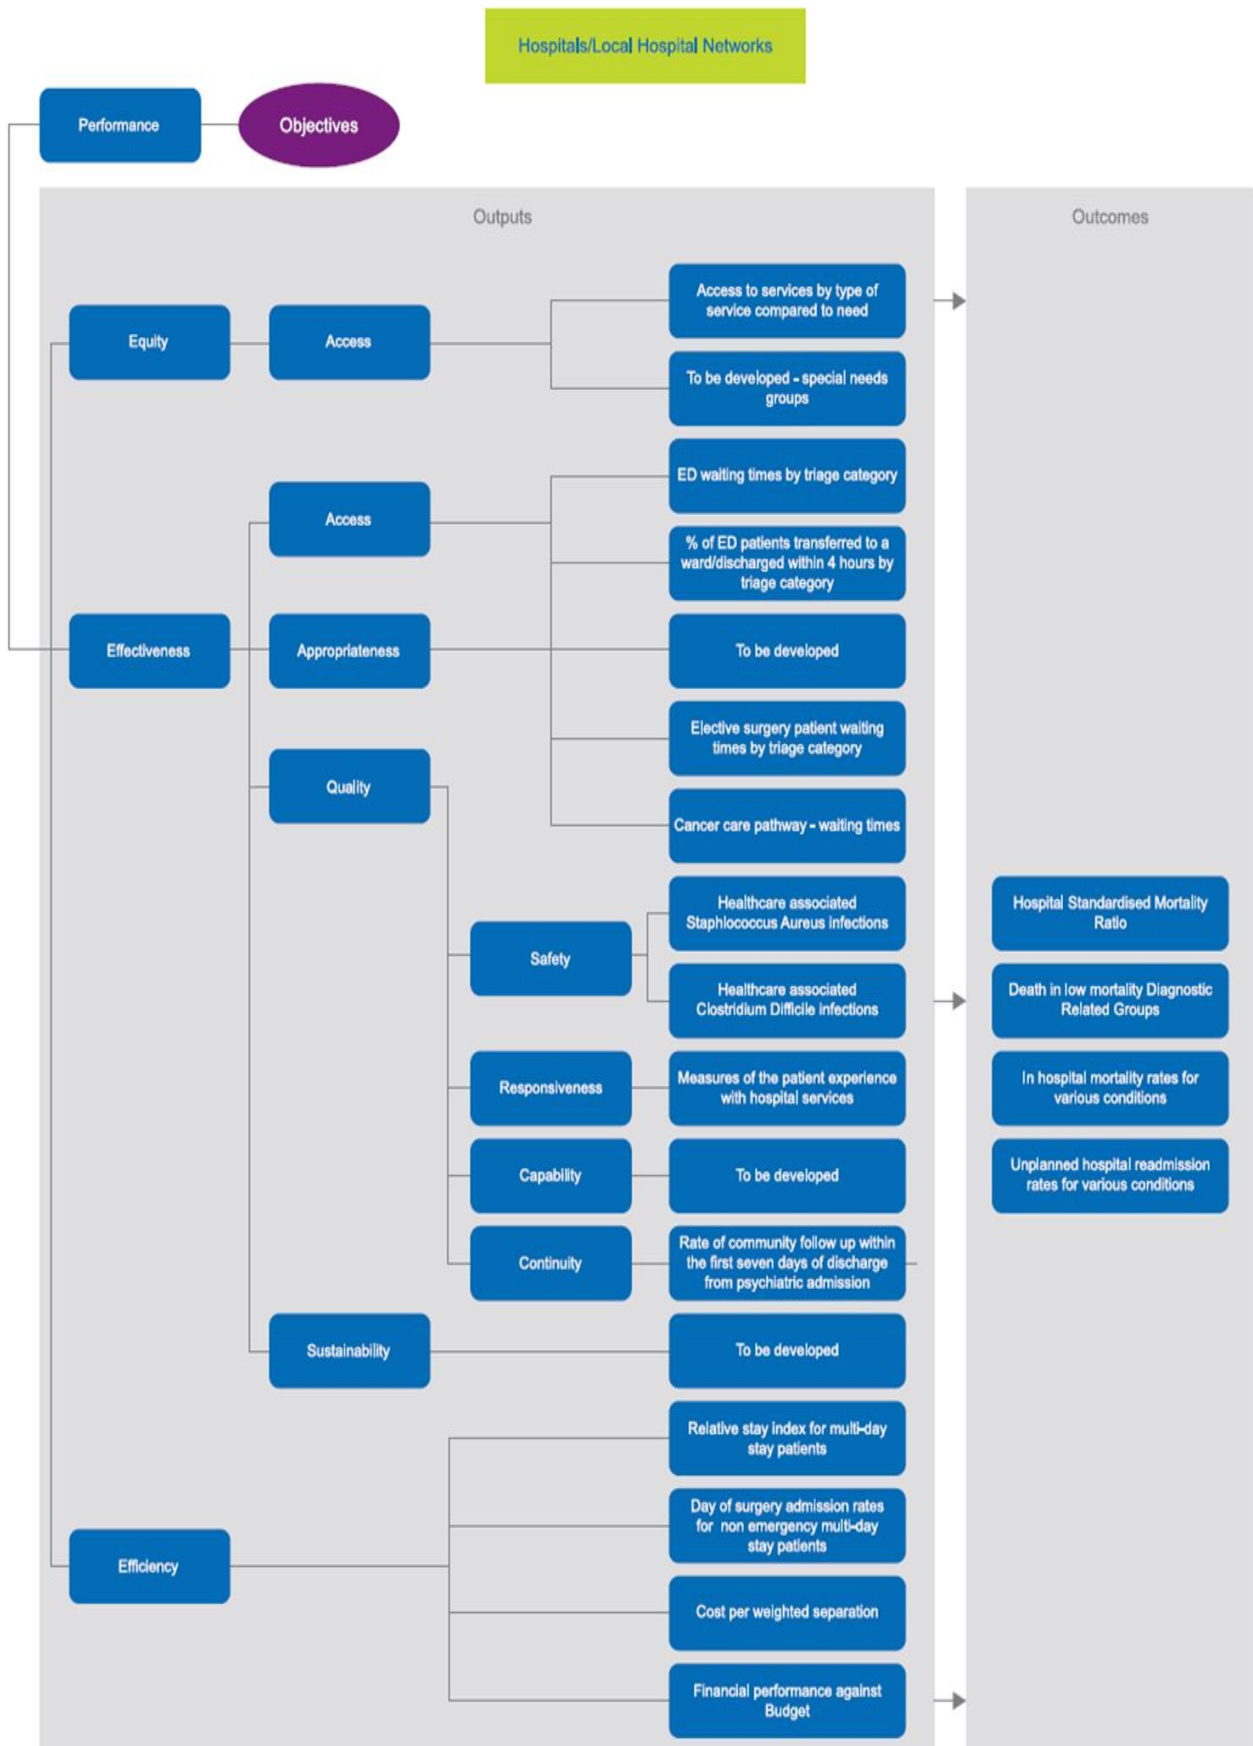 Hospitals/Local Hospital Networks
Performance
Objectives
Outputs
Outcomes
Equity
Access
Access to services by type of
service compared to need
To be developed - special needs
groups
Access
ED waiting times by triage category
% of ED patients transferred to a
ward/discharged within 4 hours by
triage category
Effectiveness
Appropriateness
To be developed
Elective surgery patient waiting
times by triage category
Quality
Cancer care pathway - waiting times
Safety
Healthcare associated
Staphlococcus Aureus infections
Healthcare associated
Clostridium Difficile infections
Responsiveness
Measures of the patient experience
with hospital services
Capability
To be developed
Continuity
Rate of community follow up within
the first seven days of discharge
from psychiatric admission
Sustainability
To be developed
Efficiency
Relative stay index for multi-day
stay patients
Day of surgery admission rates
for non emergency multi-day
stay patients
Cost per weighted separation
Financial performance against
Budget
Hospital Standardised Mortality
Ratio
Death in low mortality Diagnostic
Related Groups
In hospital mortality rates for
various conditions
Unplanned hospital readmission
rates for various conditions